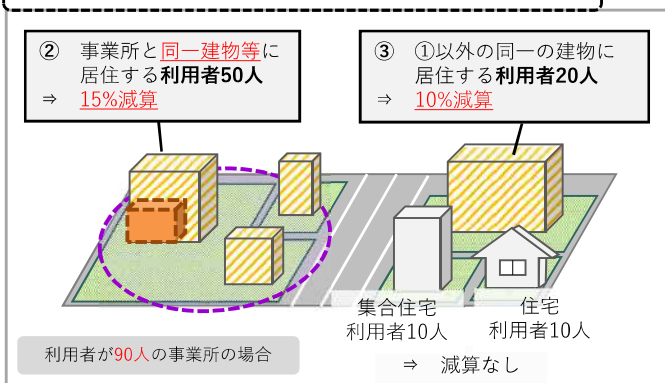 ② 事業所と同一建物等に
居住する利用者50人
⇒ 15%減算
③ ①以外の同一の建物に
居住する利用者20人
⇒ 10%減算
集合住宅
利用者10人
住宅
利用者10人
⇒ 減算なし
利用者が90人の事業所の場合